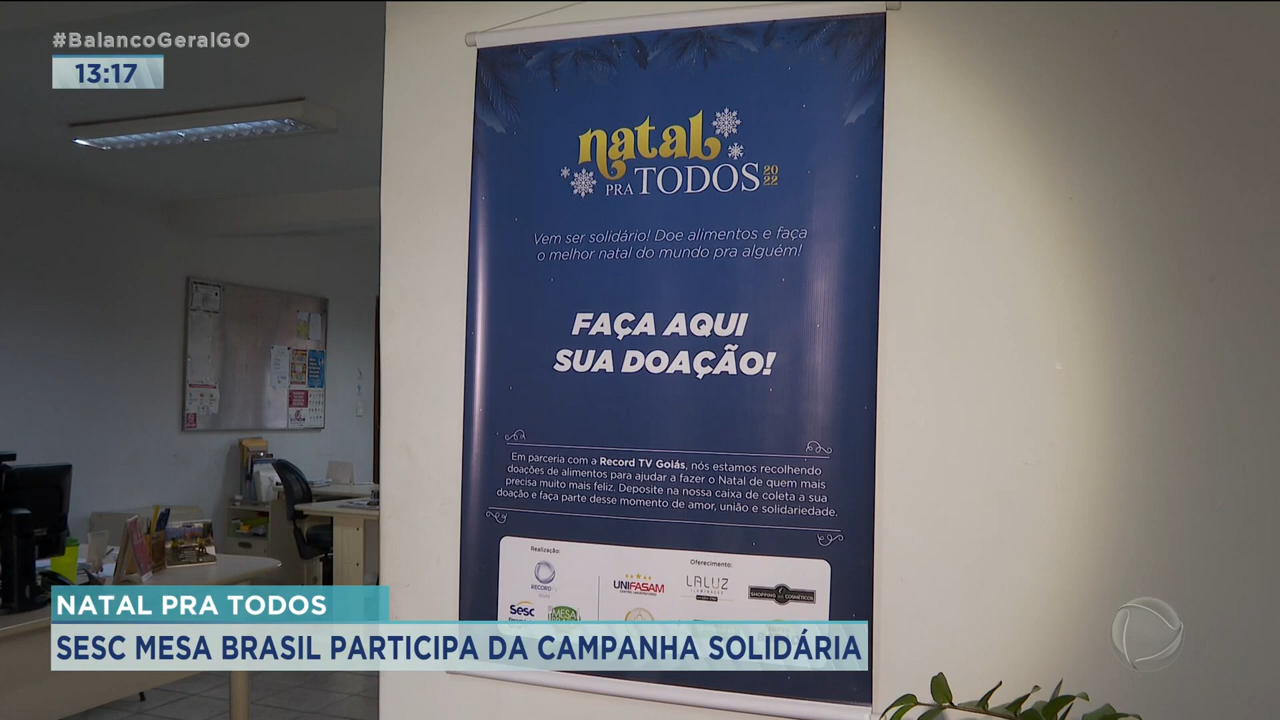 #BalancoGeralGO
13:17
natal
PRA TODOS 2022
Vem ser solidário! Doe alimentos e faça
o melhor natal do mundo pra alguém!
FAÇA AQUI
SUA DOAÇÃO!
Em parceria com a Record TV Goiás, nós estamos recolhendo
doações de alimentos para ajudar a fazer o Natal de quem mais
precisa muito mais feliz. Deposite na nossa caixa de coleta a sua
doação e faça parte desse momento de amor, união e solidariedade.
Realização:
Oferecimento:
RECORD
UNIFASAM
LALUZ
SHOPPING DOS COSMÉTICOS
Sesc
MESA
NATAL PRA TODOS
SESC MESA BRASIL PARTICIPA DA CAMPANHA SOLIDÁRIA